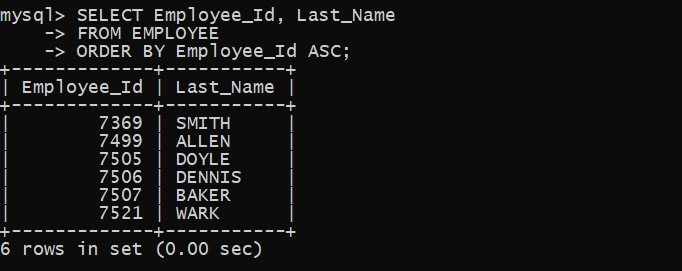 mysql> SELECT Employee_Id, Last_Name
    -> FROM EMPLOYEE
    -> ORDER BY Employee_Id ASC;
+-------------+-----------+
| Employee_Id | Last_Name |
+-------------+-----------+
|        7369 | SMITH     |
|        7499 | ALLEN     |
|        7505 | DOYLE     |
|        7506 | DENNIS    |
|        7507 | BAKER     |
|        7521 | WARK      |
+-------------+-----------+
6 rows in set (0.00 sec)